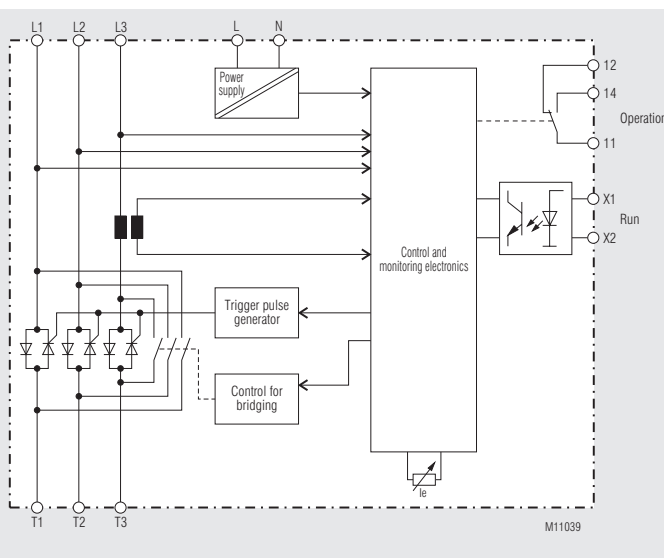 L1 L2 L3 L N
Power
supply
12
14
Operation
11
X1
Run
X2
Control and
monitoring electronics
Trigger pulse
generator
Control for
bridging
Ie
T1 T2 T3
M11039